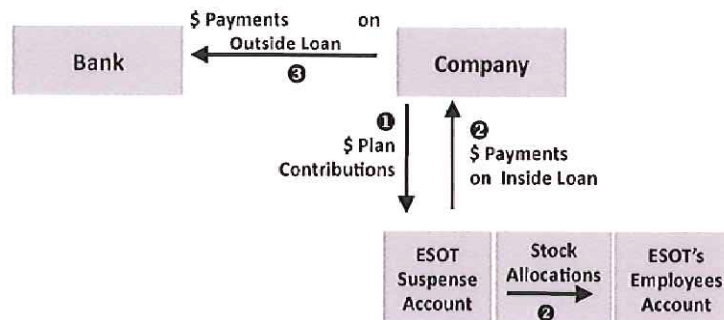 $ Payments on
Outside Loan
Bank
❸
Company
❶
$ Plan
Contributions
❷
$ Payments
on Inside Loan
ESOT
Suspense
Account
Stock
Allocations
❷
ESOT's
Employees
Account